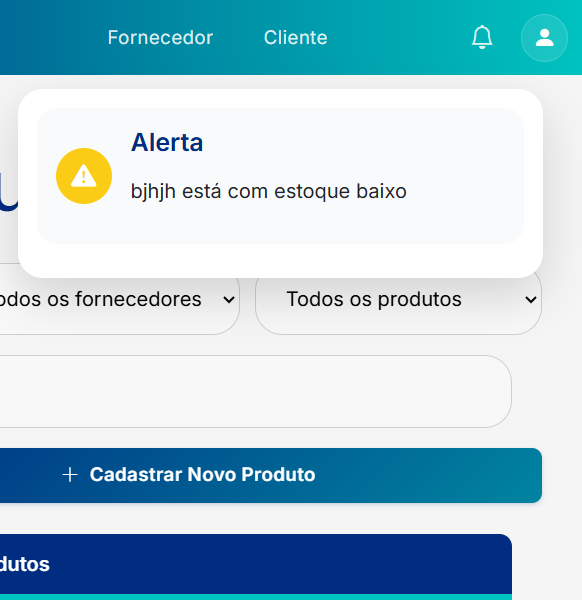 Fornecedor Cliente
Alerta
bjhjh está com estoque baixo
odos os fornecedores Todos os produtos
Cadastrar Novo Produto
dutos